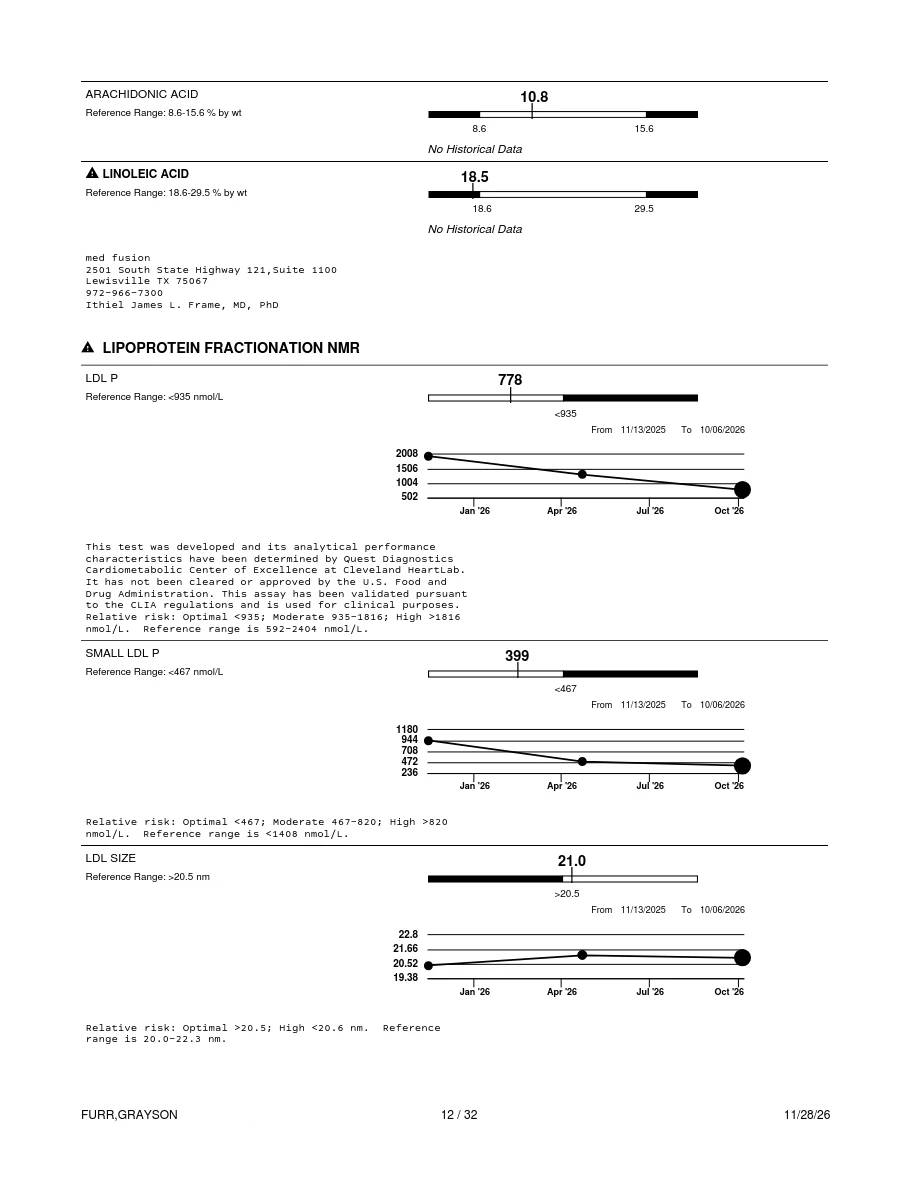 ARACHIDONIC ACID
10.8
Reference Range: 8.6-15.6 % by wt
8.6 15.6
No Historical Data
LINOLEIC ACID
18.5
Reference Range: 18.6-29.5 % by wt
18.6 29.5
No Historical Data
med fusion
2501 South State Highway 121,Suite 1100
Lewisville TX 75067
972-966-7300
Ithiel James L. Frame, MD, PhD
LIPOPROTEIN FRACTIONATION NMR
LDL P
778
Reference Range: <935 nmol/L
<935
From 11/13/2025 To 10/06/2026
2008
1506
1004
502
Jan '26 Apr '26 Jul '26 Oct '26
This test was developed and its analytical performance
characteristics have been determined by Quest Diagnostics
Cardiometabolic Center of Excellence at Cleveland HeartLab.
It has not been cleared or approved by the U.S. Food and
Drug Administration. This assay has been validated pursuant
to the CLIA regulations and is used for clinical purposes.
Relative risk: Optimal <935; Moderate 935-1816; High >1816
nmol/L. Reference range is 592-2404 nmol/L.
SMALL LDL P
399
Reference Range: <467 nmol/L
<467
From 11/13/2025 To 10/06/2026
1180
944
708
472
236
Jan '26 Apr '26 Jul '26 Oct '26
Relative risk: Optimal <467; Moderate 467-820; High >820
nmol/L. Reference range is <1408 nmol/L.
LDL SIZE
21.0
Reference Range: >20.5 nm
>20.5
From 11/13/2025 To 10/06/2026
22.8
21.66
20.52
19.38
Jan '26 Apr '26 Jul '26 Oct '26
Relative risk: Optimal >20.5; High <20.6 nm. Reference
range is 20.0-22.3 nm.
FURR,GRAYSON 12 / 32 11/28/26